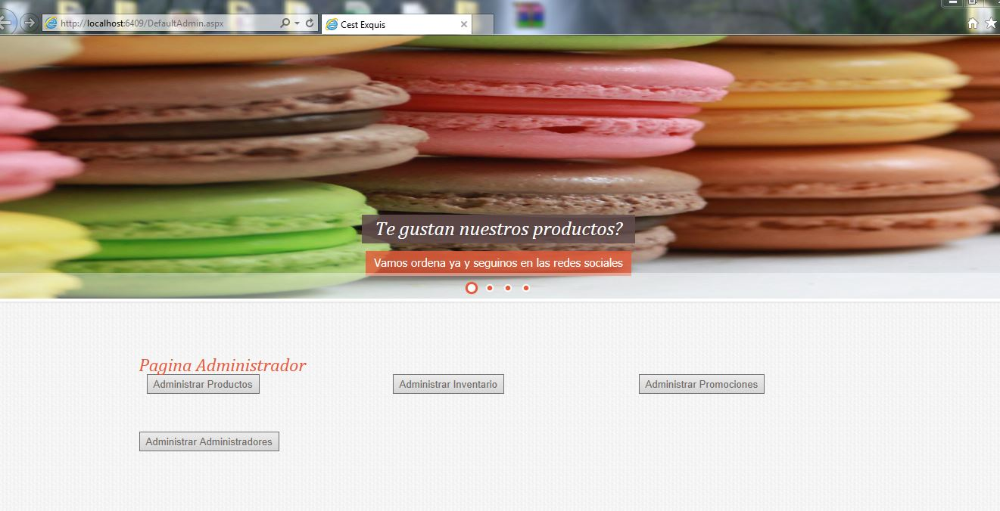 http://localhost:6409/DefaultAdmin.aspx
Cest Exquis
Te gustan nuestros productos?
Vamos ordena ya y seguinos en las redes sociales
Pagina Administrador
Administrar Productos
Administrar Inventario
Administrar Promociones
Administrar Administradores